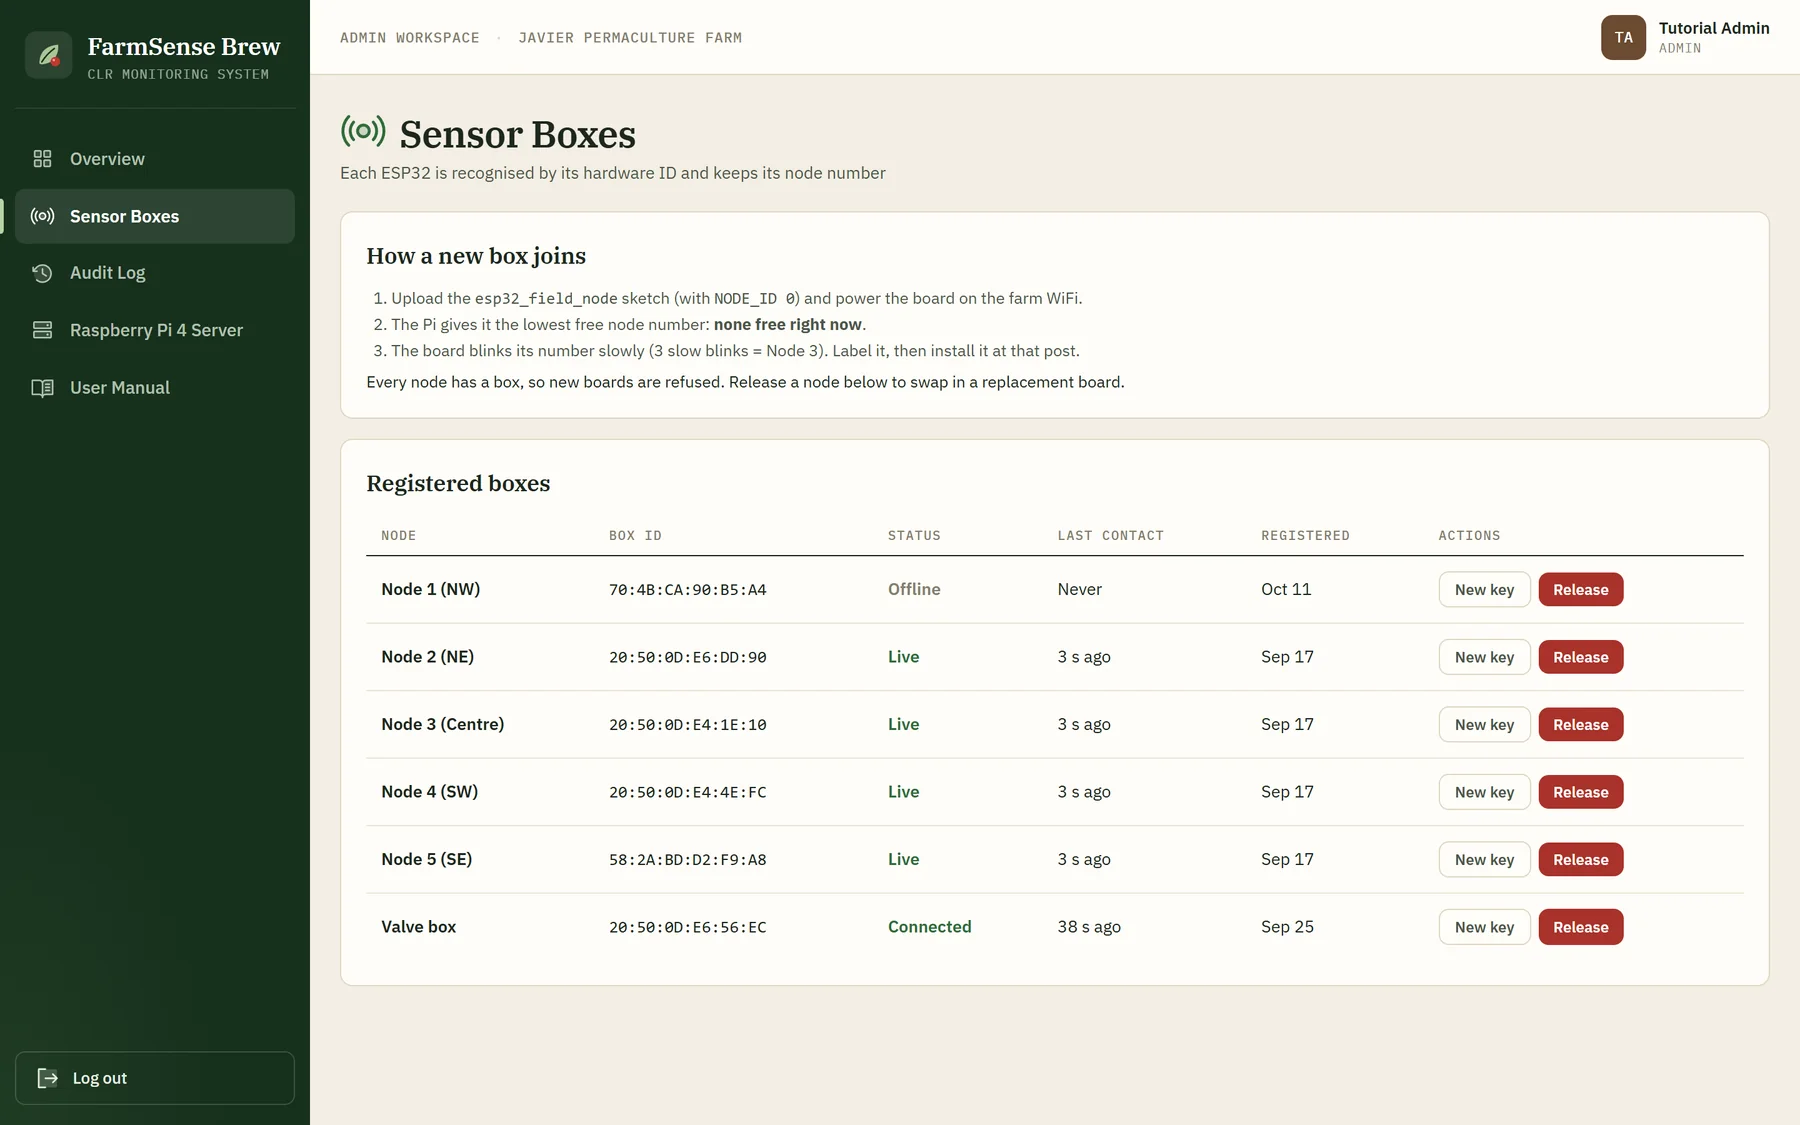 FarmSense Brew
CLR MONITORING SYSTEM
Overview
Sensor Boxes
Audit Log
Raspberry Pi 4 Server
User Manual
Log out
ADMIN WORKSPACE · JAVIER PERMACULTURE FARM
TA
Tutorial Admin
ADMIN
Sensor Boxes
Each ESP32 is recognised by its hardware ID and keeps its node number
How a new box joins
1. Upload the esp32_field_node sketch (with NODE_ID 0) and power the board on the farm WiFi.
2. The Pi gives it the lowest free node number: none free right now.
3. The board blinks its number slowly (3 slow blinks = Node 3). Label it, then install it at that post.
Every node has a box, so new boards are refused. Release a node below to swap in a replacement board.
Registered boxes
NODE BOX ID STATUS LAST CONTACT REGISTERED ACTIONS
Node 1 (NW) 70:4B:CA:90:B5:A4 Offline Never Oct 11 New key Release
Node 2 (NE) 20:50:0D:E6:DD:90 Live 3 s ago Sep 17 New key Release
Node 3 (Centre) 20:50:0D:E4:1E:10 Live 3 s ago Sep 17 New key Release
Node 4 (SW) 20:50:0D:E4:4E:FC Live 3 s ago Sep 17 New key Release
Node 5 (SE) 58:2A:BD:D2:F9:A8 Live 3 s ago Sep 17 New key Release
Valve box 20:50:0D:E6:56:EC Connected 38 s ago Sep 25 New key Release